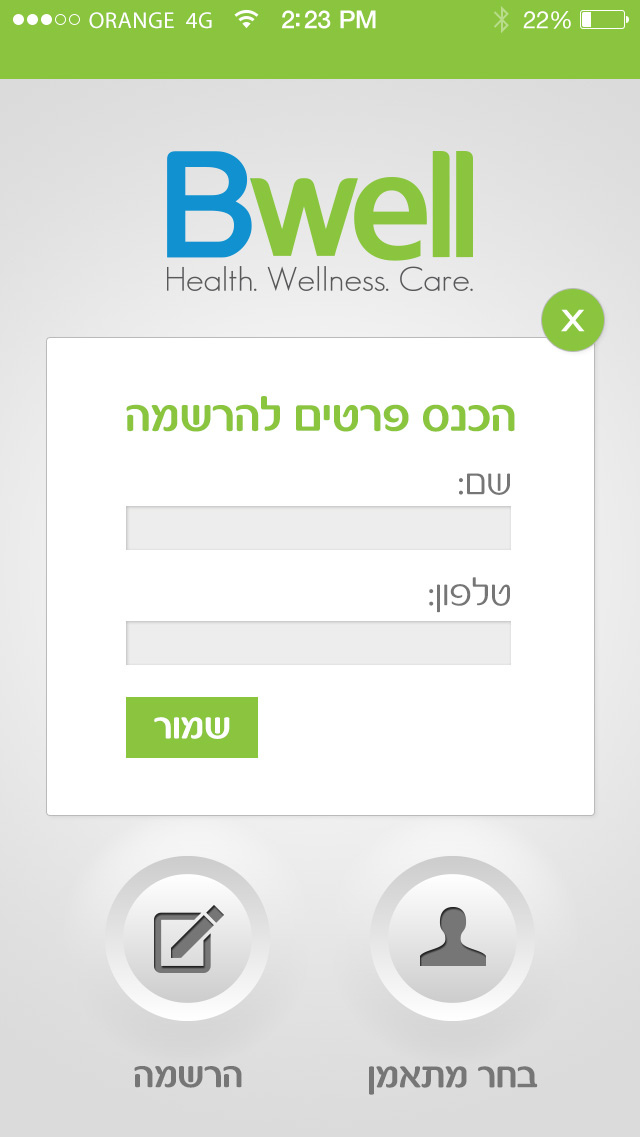 ORANGE 4G 2:23 PM 22%
Bwell
Health. Wellness. Care.
X
הכנס פרטים להרשמה
שם:
טלפון:
שמור
בחר מתאמן
הרשמה